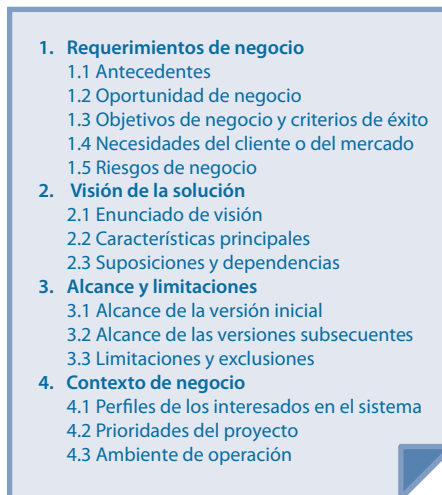 1. Requerimientos de negocio
1.1 Antecedentes
1.2 Oportunidad de negocio
1.3 Objetivos de negocio y criterios de éxito
1.4 Necesidades del cliente o del mercado
1.5 Riesgos de negocio
2. Visión de la solución
2.1 Enunciado de visión
2.2 Características principales
2.3 Suposiciones y dependencias
3. Alcance y limitaciones
3.1 Alcance de la versión inicial
3.2 Alcance de las versiones subsecuentes
3.3 Limitaciones y exclusiones
4. Contexto de negocio
4.1 Perfiles de los interesados en el sistema
4.2 Prioridades del proyecto
4.3 Ambiente de operación